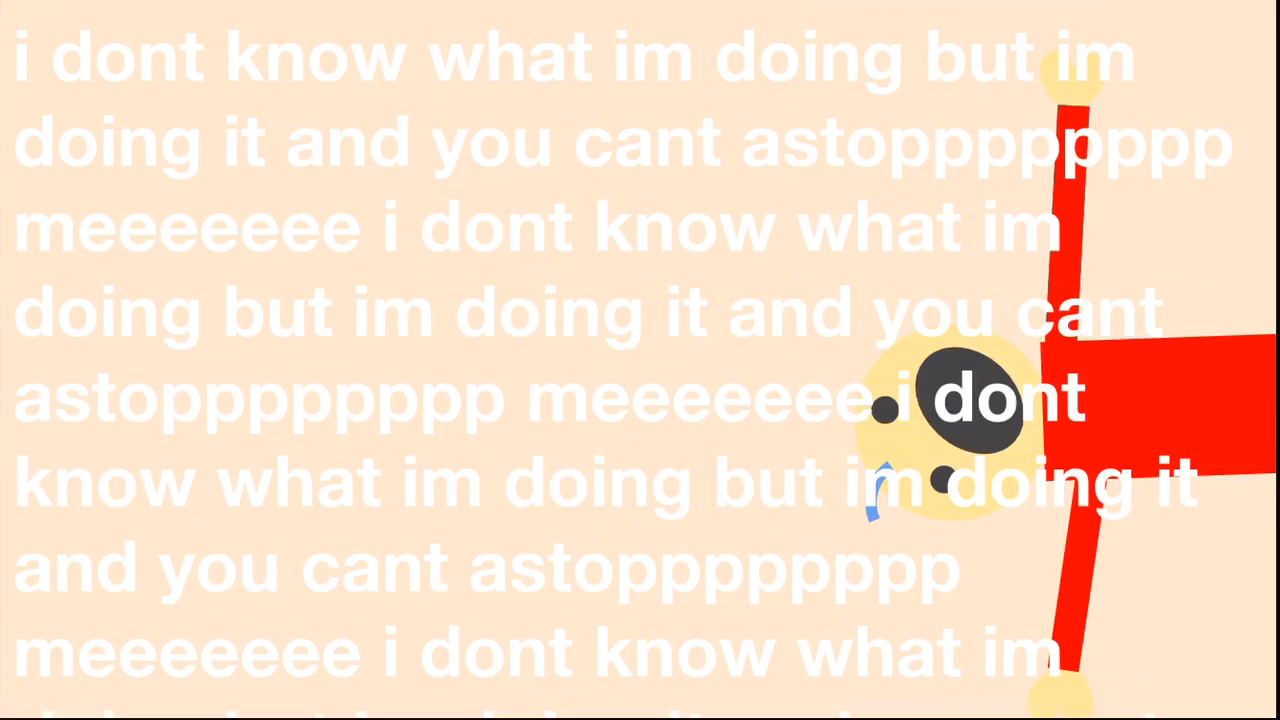 i dont know what im doing but im
doing it and you cant astopppppppp
meeeeeee i dont know what im
doing but im doing it and you cant
astopppppppp meeeeeee i dont
know what im doing but im doing it
and you cant astopppppppp
meeeeeee i dont know what im